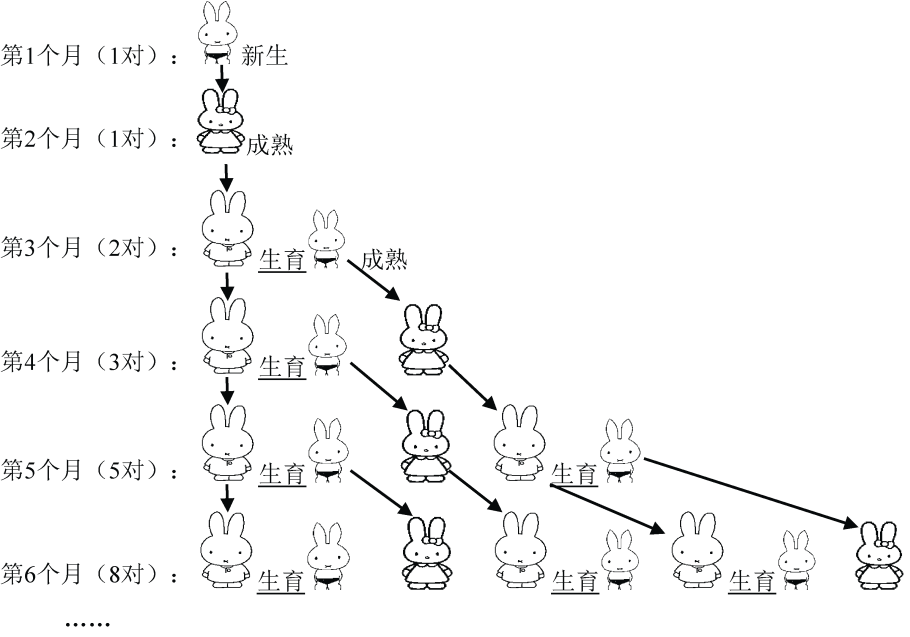 第1个月（1对）： 新生
第2个月（1对）： 成熟
第3个月（2对）： 生育 成熟
第4个月（3对）： 生育
第5个月（5对）： 生育 生育
第6个月（8对）： 生育 生育 生育
……